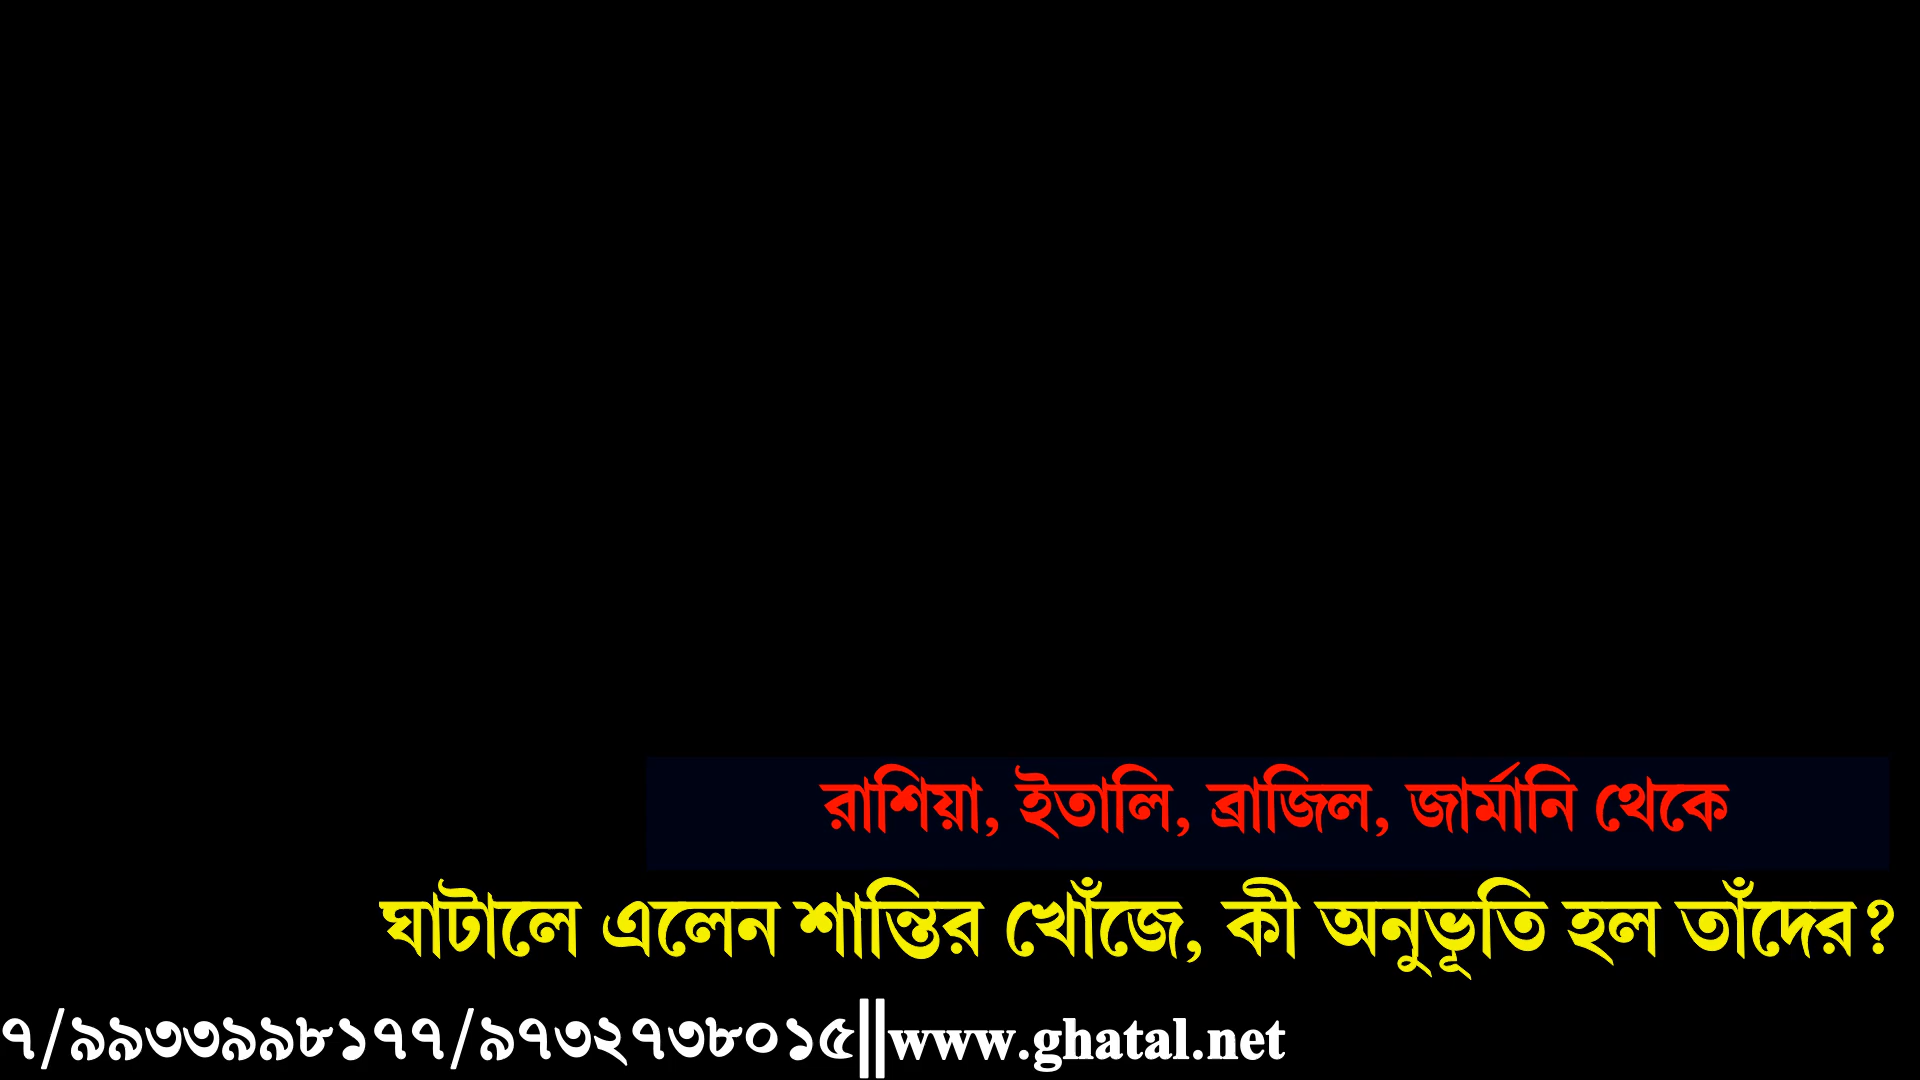 রাশিয়া, ইতালি, ব্রাজিল, জার্মানি থেকে
ঘাটালে এলেন শান্তির খোঁজে, কী অনুভূতি হল তাঁদের?
৭/৯৯৩৩৯৯৮১৭৭/৯৭৩২৭৩৮০১৫||www.ghatal.net